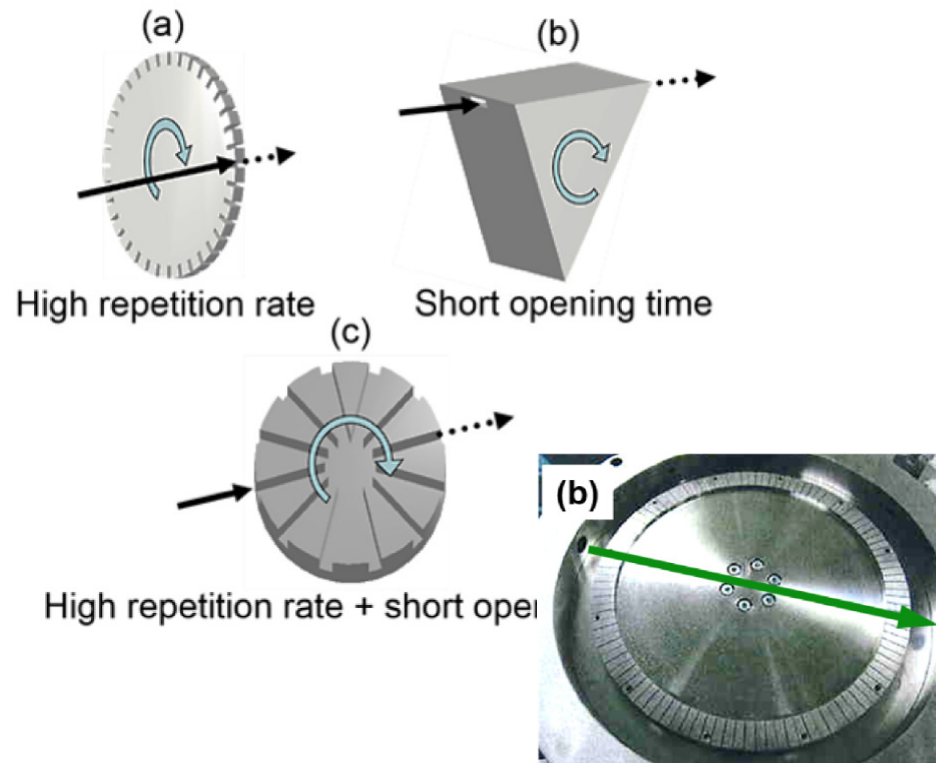 (a)
(b)
High repetition rate
Short opening time
(c)
(b)
High repetition rate + short oper